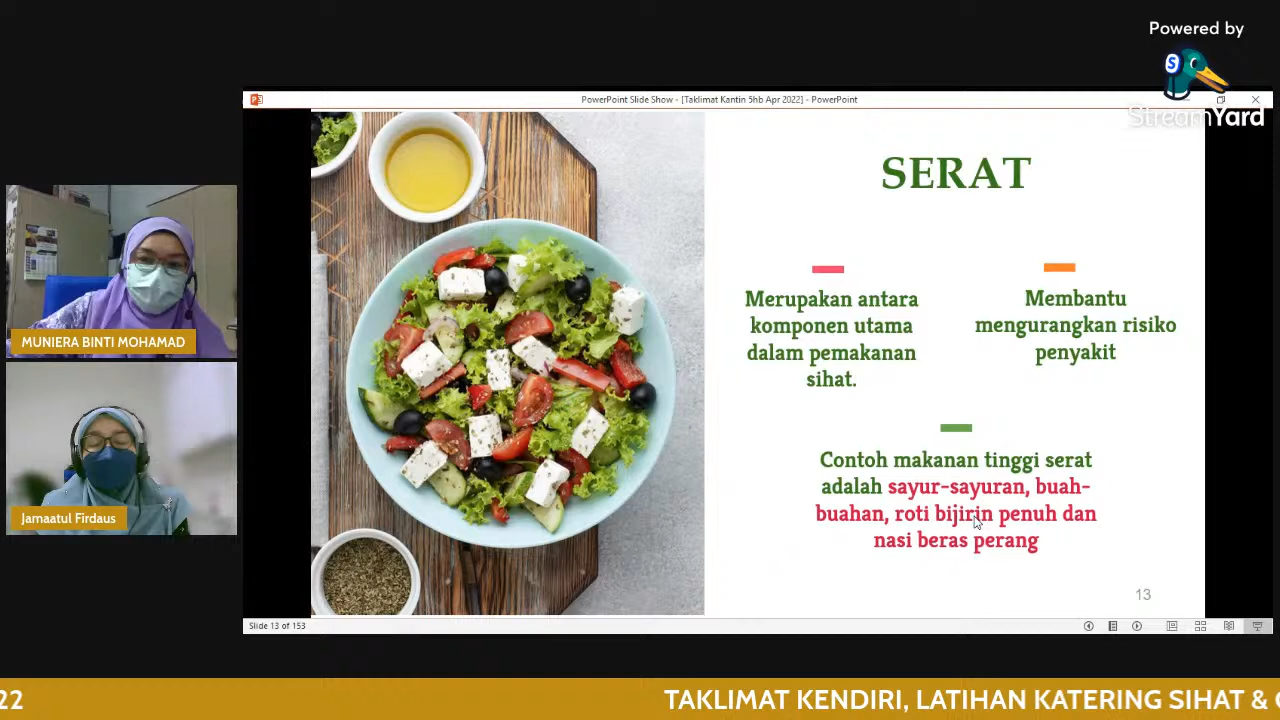 Powered by
StreamYard
PowerPoint Slide Show - [Taklimat Kantin 5hb Apr 2022] - PowerPoint
SERAT
Merupakan antara
komponen utama
dalam pemakanan
sihat.
Membantu
mengurangkan risiko
penyakit
Contoh makanan tinggi serat
adalah sayur-sayuran, buah-
buahan, roti bijirin penuh dan
nasi beras perang
13
Slide 13 of 153
MUNIERA BINTI MOHAMAD
Jamaatul Firdaus
22
TAKLIMAT KENDIRI, LATIHAN KATERING SIHAT &